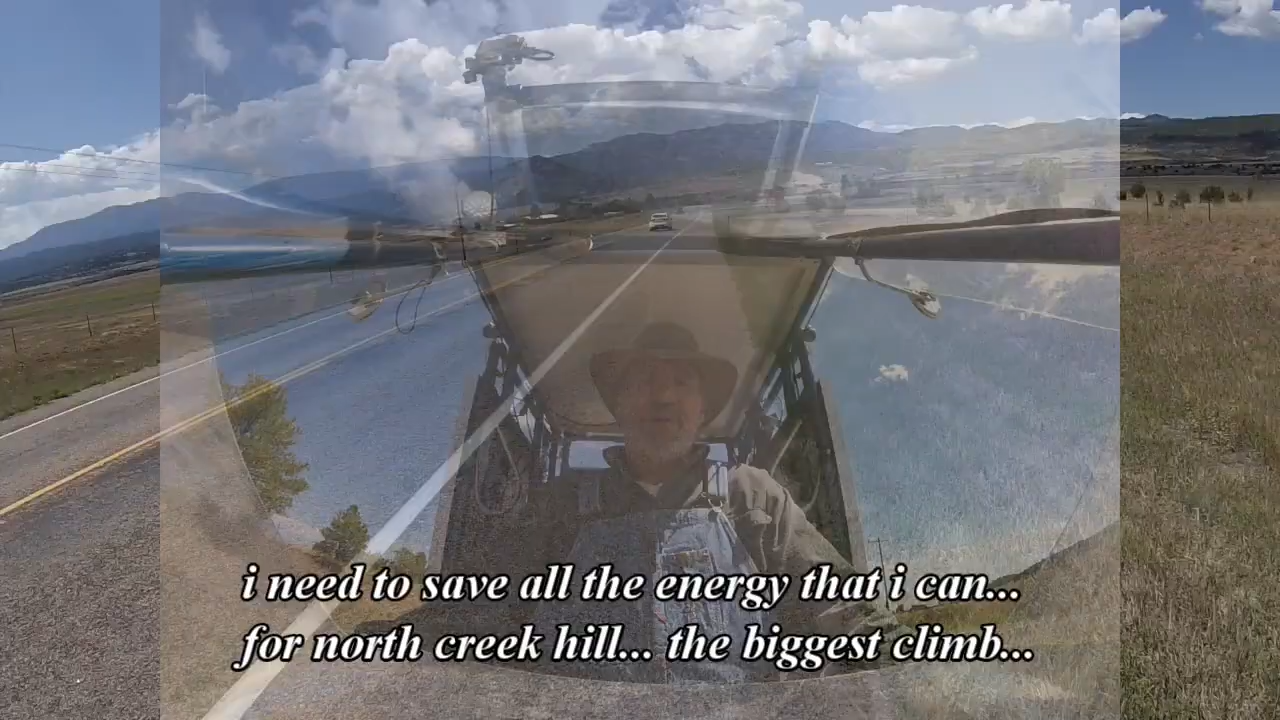 i need to save all the energy that i can...
for north creek hill... the biggest climb...